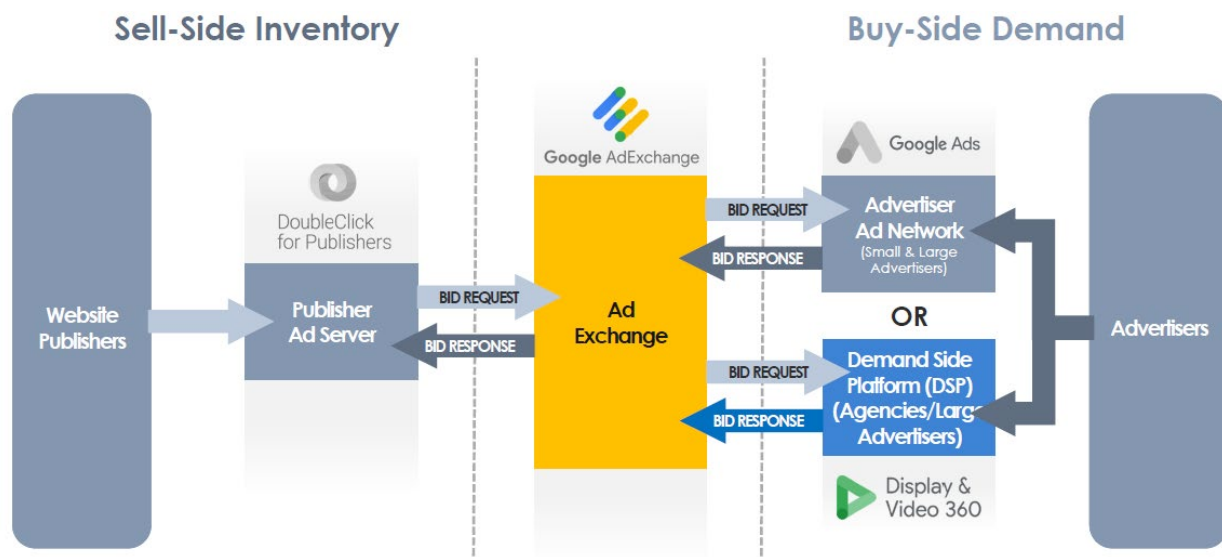 Sell-Side Inventory
Buy-Side Demand
Website
Publishers
DoubleClick
for Publishers
Publisher
Ad Server
BID REQUEST
BID RESPONSE
Google AdExchange
Ad
Exchange
BID REQUEST
BID RESPONSE
BID REQUEST
BID RESPONSE
Google Ads
Advertiser
Ad Network
(Small & Large
Advertisers)
OR
Demand Side
Platform (DSP)
(Agencies/Large
Advertisers)
Display &
Video 360
Advertisers